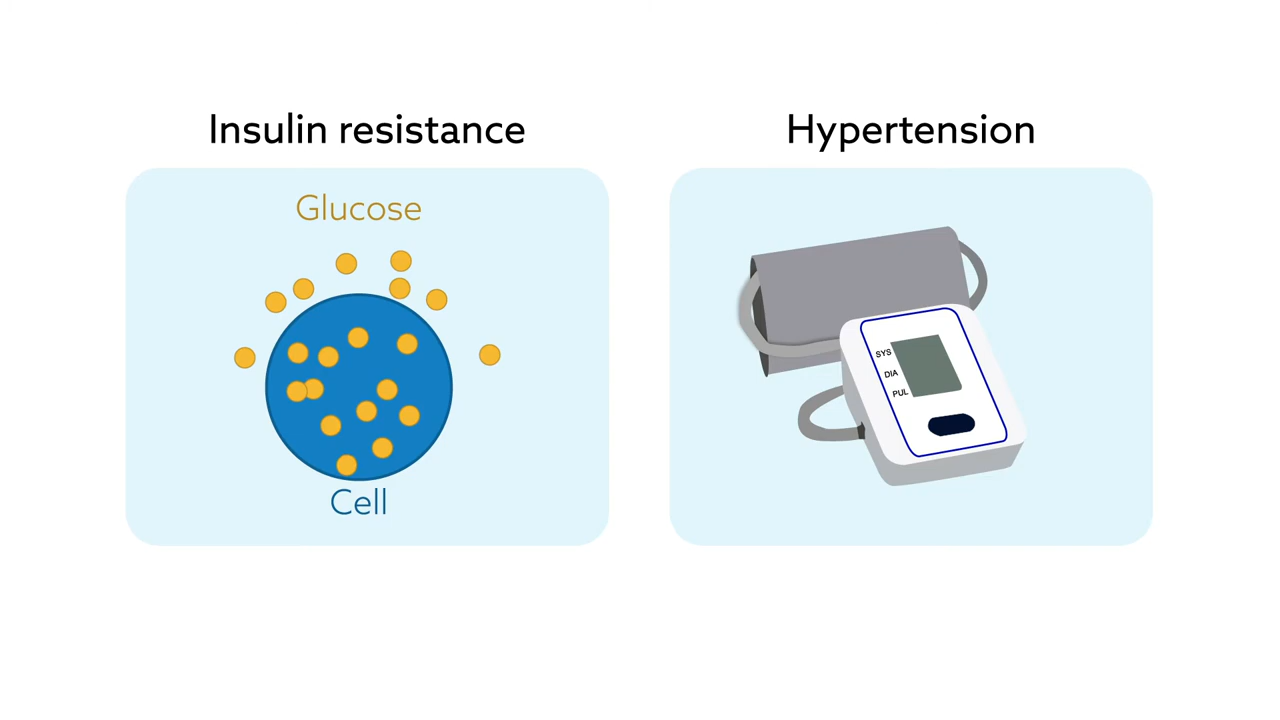 Insulin resistance
Glucose
Cell
Hypertension
SYS
DIA
PUL